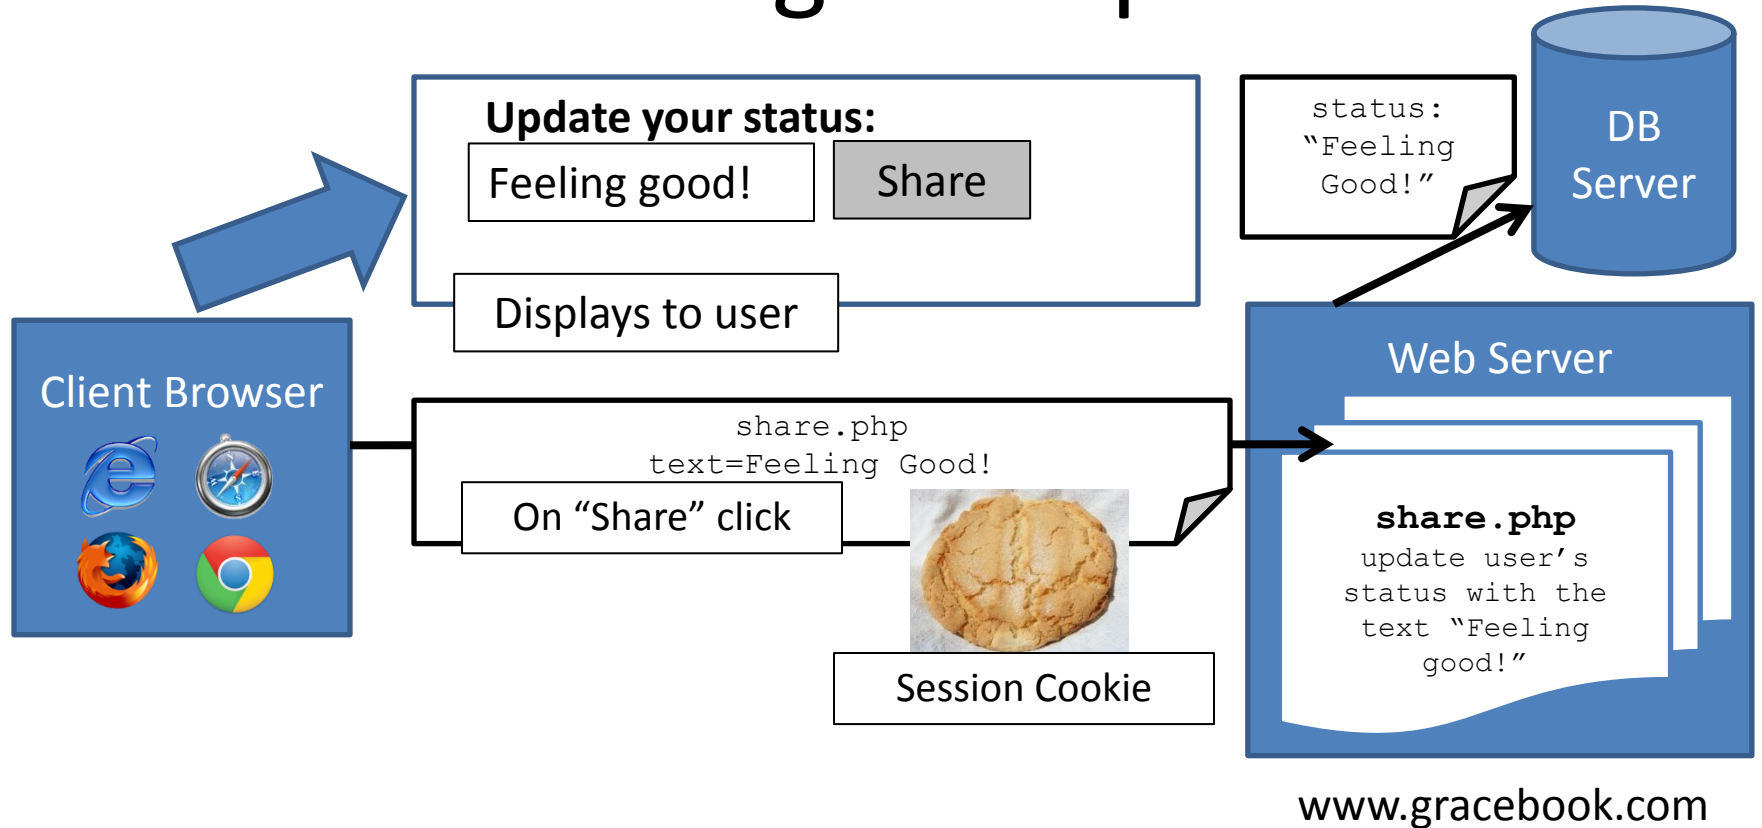 Update your status:
Feeling good!
Share
Displays to user
status:
“Feeling
Good!”
DB
Server
Client Browser
share.php
text=Feeling Good!
On “Share” click
Session Cookie
Web Server
share.php
update user’s
status with the
text “Feeling
good!”
www.gracebook.com